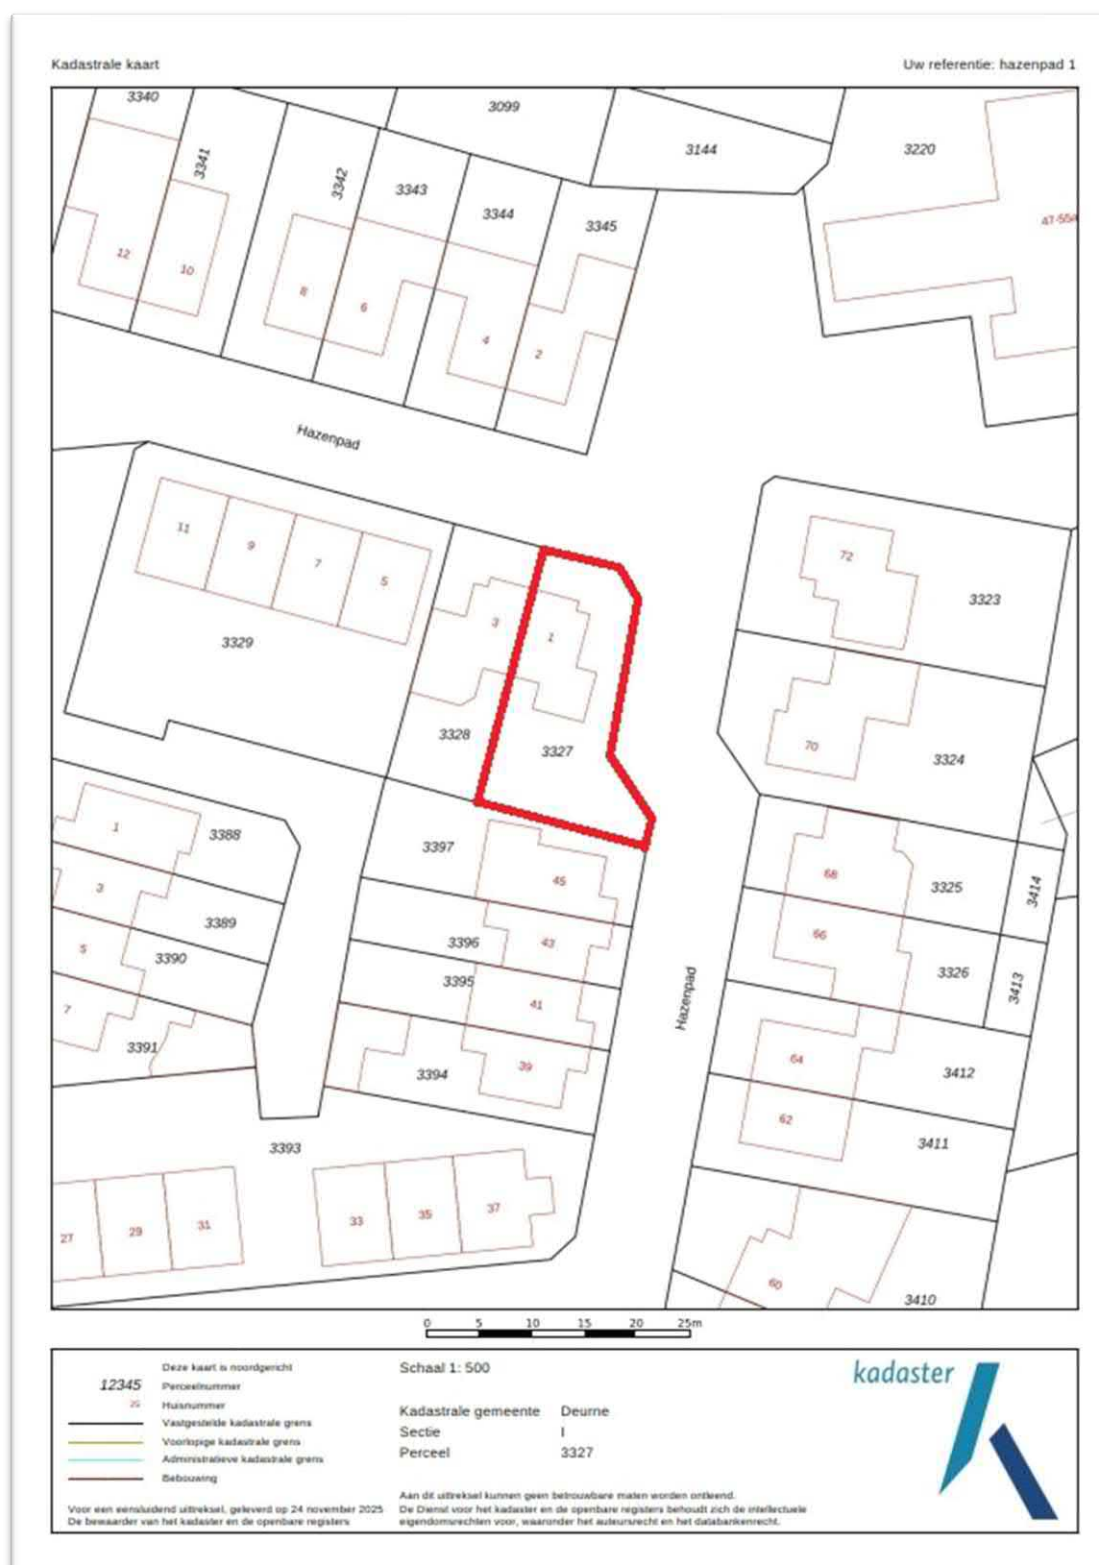 Kadastrale kaart
Uw referentie: hazenpad 1
3340
3099
3341
3144
3220
3342
3343
3344
3345
47-55A
12
10
8
6
4
2
Hazenpad
11
9
7
5
72
3323
3
1
3329
3328
3327
70
3324
1
3388
3397
3
45
68
3325
3414
3389
5
3390
3396
43
66
3395
3326
3413
7
41
Hazenpad
3391
3394
39
64
3412
62
3411
3393
27
29
31
33
35
37
60
3410
0 5 10 15 20 25m
Deze kaart is noordgericht
12345 Perceelnummer
25 Huisnummer
Vastgestelde kadastrale grens
Voorlopige kadastrale grens
Administratieve kadastrale grens
Bebouwing
Voor een eensluidend uittreksel, geleverd op 24 november 2025
De bewaarder van het kadaster en de openbare registers
Schaal 1: 500
Kadastrale gemeente Deurne
Sectie I
Perceel 3327
Aan dit uittreksel kunnen geen betrouwbare maten worden ontleend.
De Dienst voor het kadaster en de openbare registers behoudt zich de intellectuele
eigendomsrechten voor, waaronder het auteursrecht en het databankenrecht.
kadaster